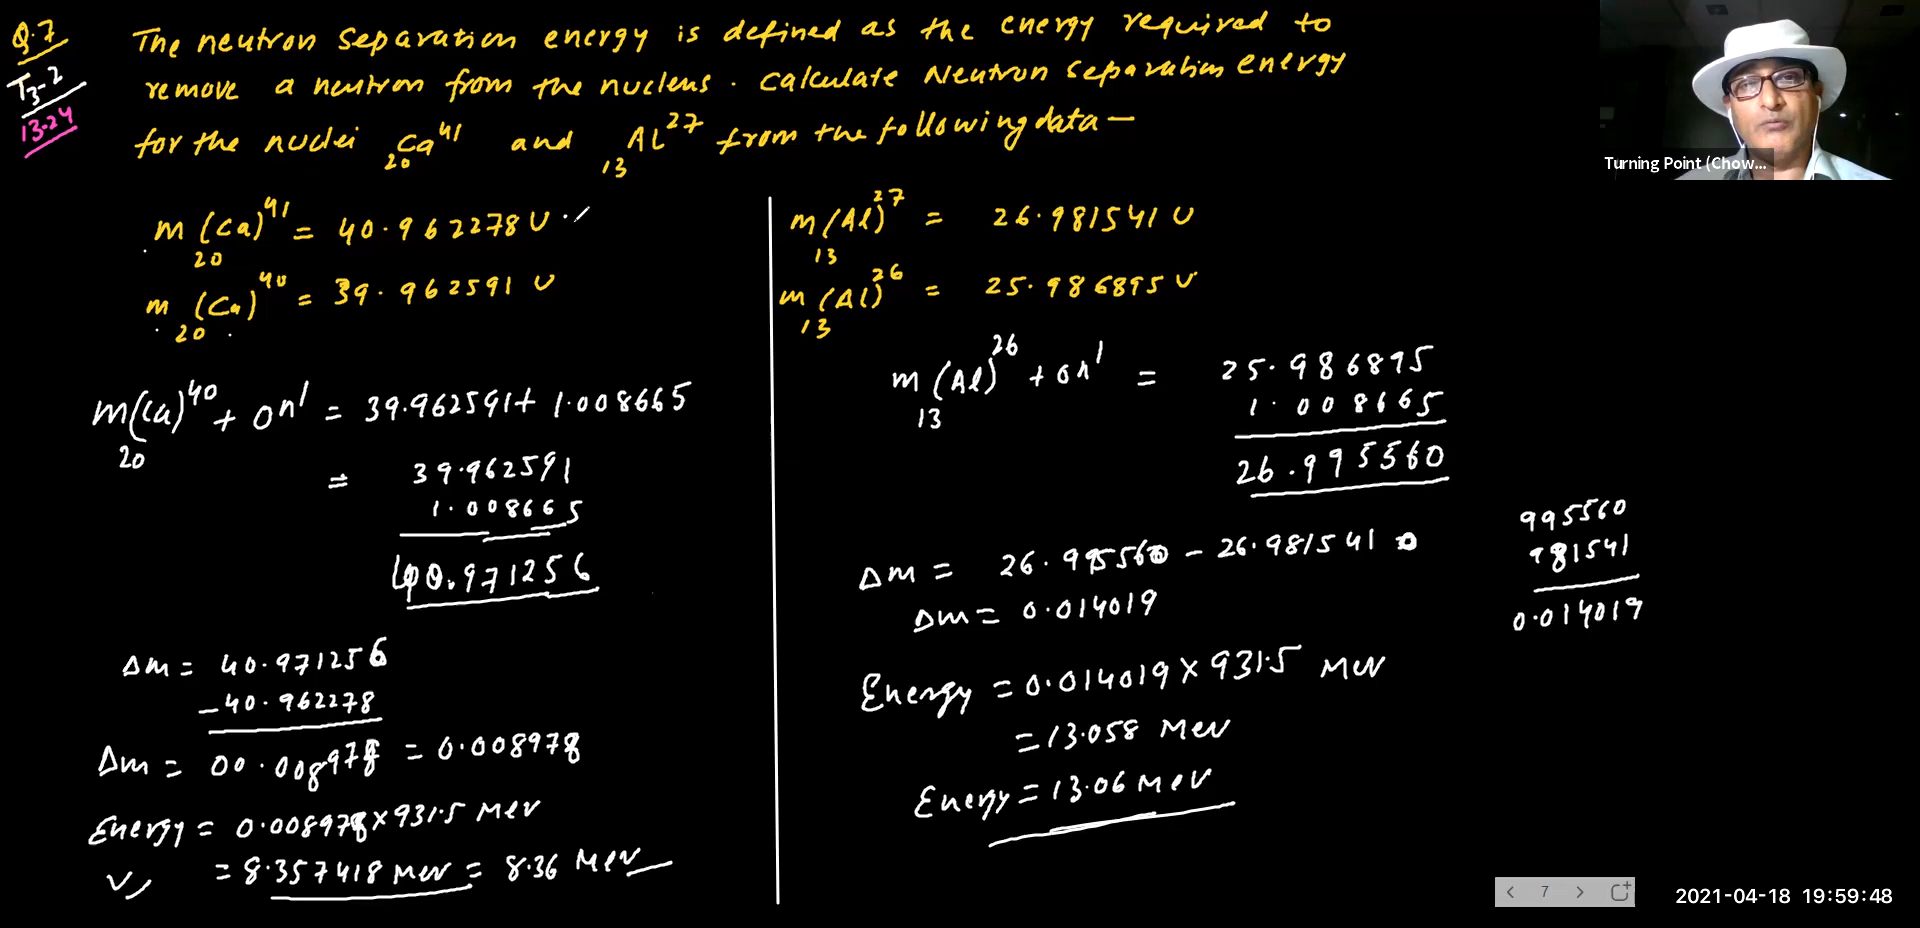 Q.7
T3-2
13.24
The neutron separation energy is defined as the energy required to
remove a neutron from the nucleus. Calculate Neutron separation energy
for the nuclei ₂₀Ca⁴¹ and ₁₃Al²⁷ from the following data—
m ₂₀(Ca)⁴¹ = 40.962278 U
m ₂₀(Ca)⁴⁰ = 39.962591 U
m ₂₀(Ca)⁴⁰ + 0n¹ = 39.962591 + 1.008665
= 39.962591
1.008665
40.971256
Δm = 40.971256
- 40.962278
Δm = 00.008978 = 0.008978
Energy = 0.008978 × 931.5 MeV
= 8.357418 MeV = 8.36 MeV
m ₁₃(Al)²⁷ = 26.981541 U
m ₁₃(Al)²⁶ = 25.986895 U
m ₁₃(Al)²⁶ + 0n¹ = 25.986895
1.008665
26.995560
Δm = 26.995560 - 26.981541
Δm = 0.014019
Energy = 0.014019 × 931.5 MeV
= 13.058 MeV
Energy = 13.06 MeV
995560
981541
0.014019
Turning Point (Chow...
7
2021-04-18 19:59:48